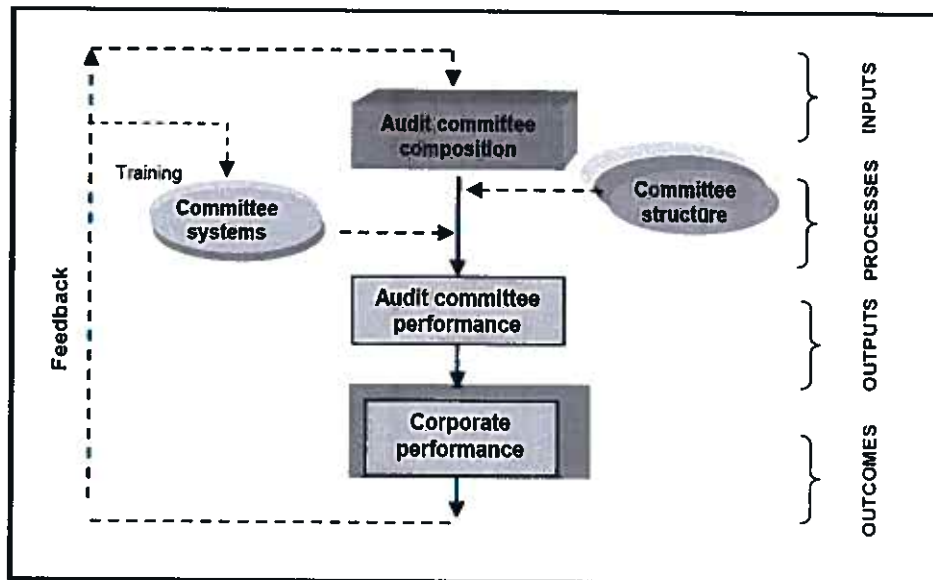 Audit committee
composition
INPUTS
Training
Committee
systems
Committee
structure
PROCESSES
Audit committee
performance
OUTPUTS
Feedback
Corporate
performance
OUTCOMES